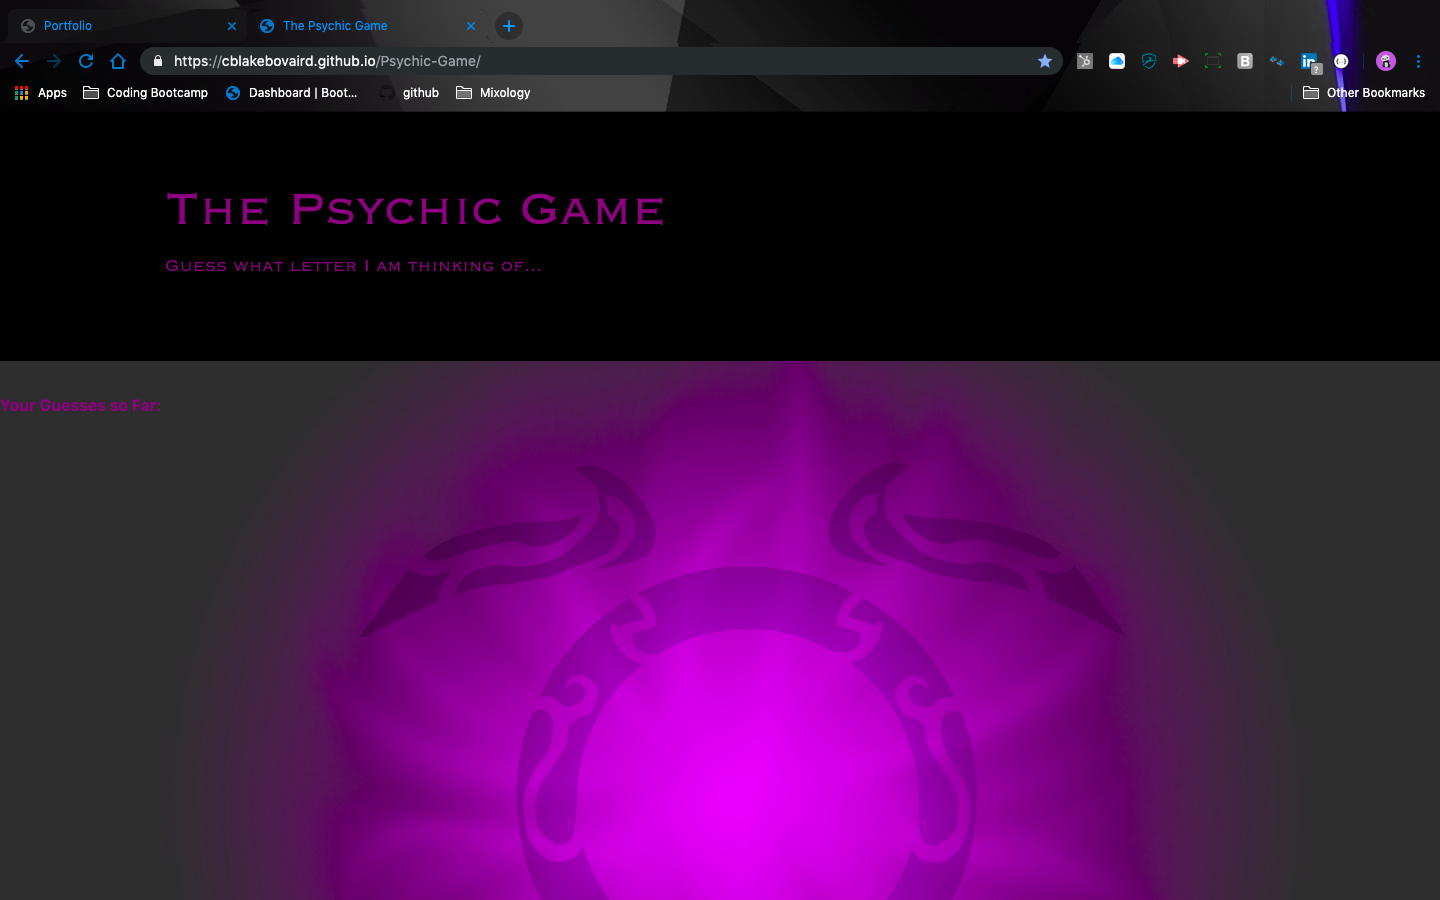 Portfolio
The Psychic Game
https://cblakebovaird.github.io/Psychic-Game/
B
in
?
Apps
Coding Bootcamp
Dashboard | Boot...
github
Mixology
Other Bookmarks
The Psychic Game
Guess what letter I am thinking of...
Your Guesses so Far: